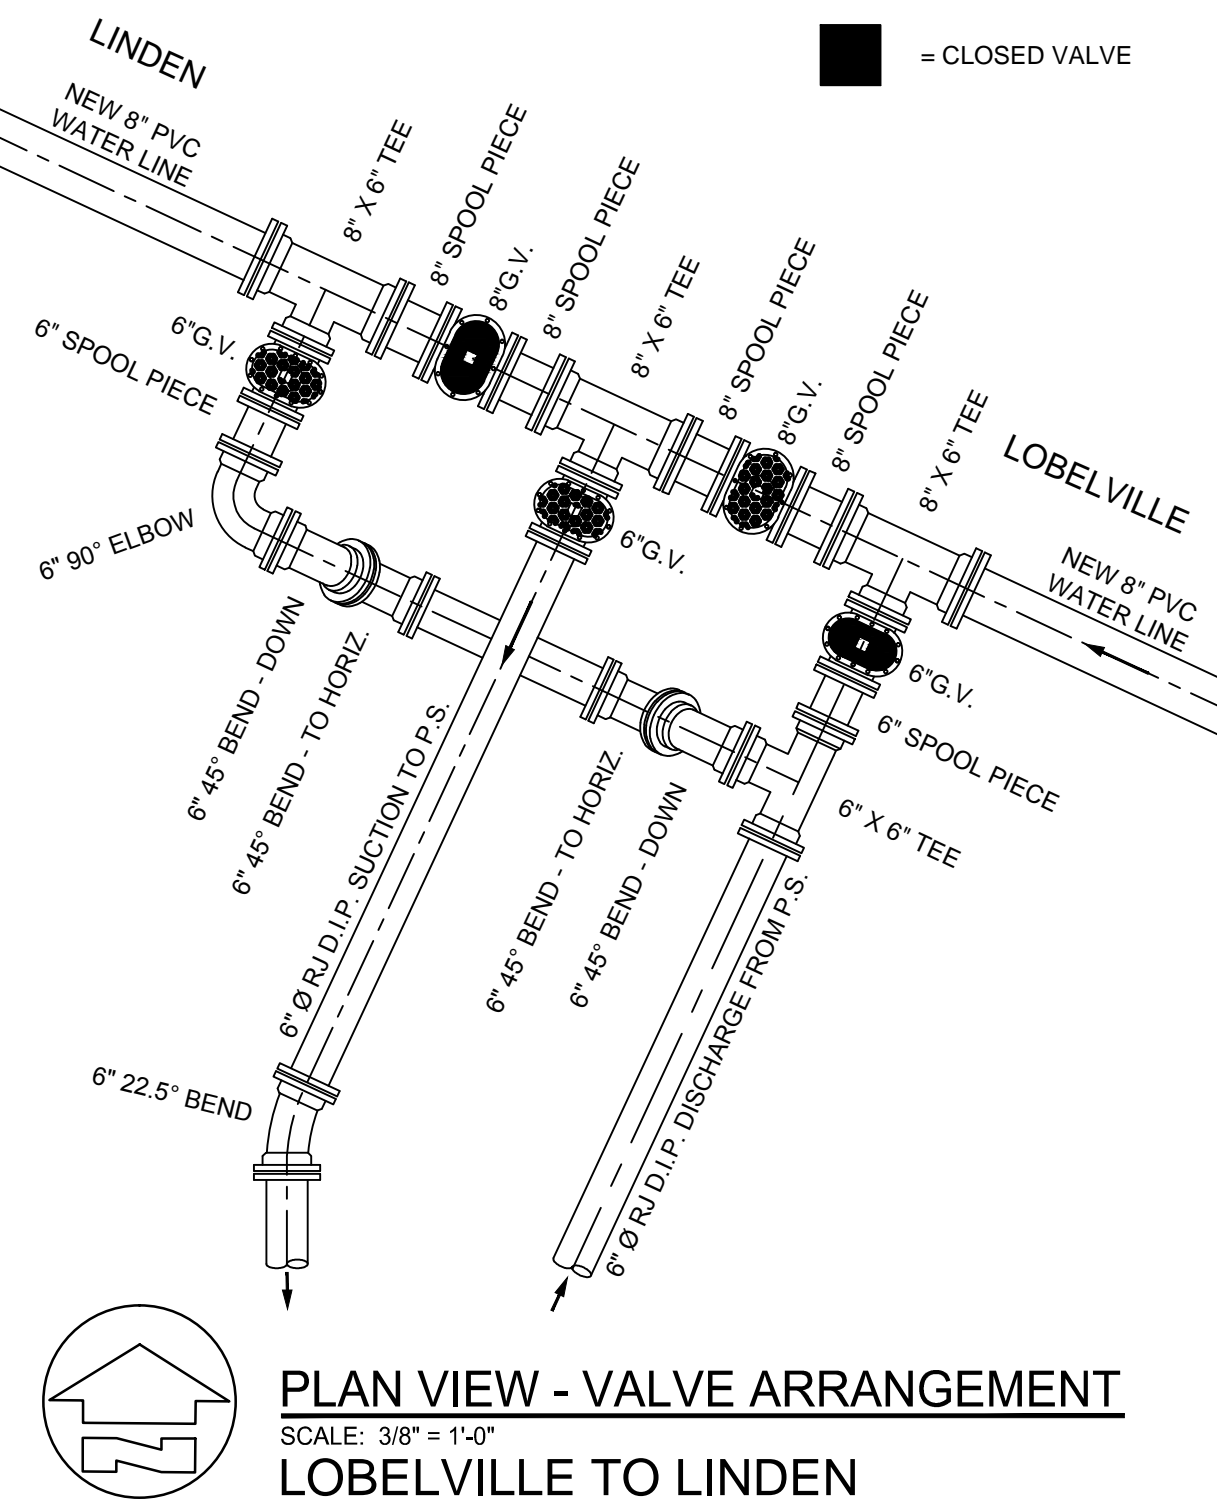 LINDEN
= CLOSED VALVE
NEW 8" PVC
WATER LINE
8" X 6" TEE
8" SPOOL PIECE
8"G.V.
8" SPOOL PIECE
8" X 6" TEE
8" SPOOL PIECE
8"G.V.
8" SPOOL PIECE
8" X 6" TEE
LOBELVILLE
NEW 8" PVC
WATER LINE
6"G.V.
6" SPOOL PIECE
6" 90° ELBOW
6"G.V.
6"G.V.
6" SPOOL PIECE
6" X 6" TEE
6" 45° BEND - DOWN
6" 45° BEND - TO HORIZ.
6" Ø RJ D.I.P. SUCTION TO P.S.
6" 45° BEND - TO HORIZ.
6" 45° BEND - DOWN
6" Ø RJ D.I.P. DISCHARGE FROM P.S.
6" 22.5° BEND
N
PLAN VIEW - VALVE ARRANGEMENT
SCALE: 3/8" = 1'-0"
LOBELVILLE TO LINDEN